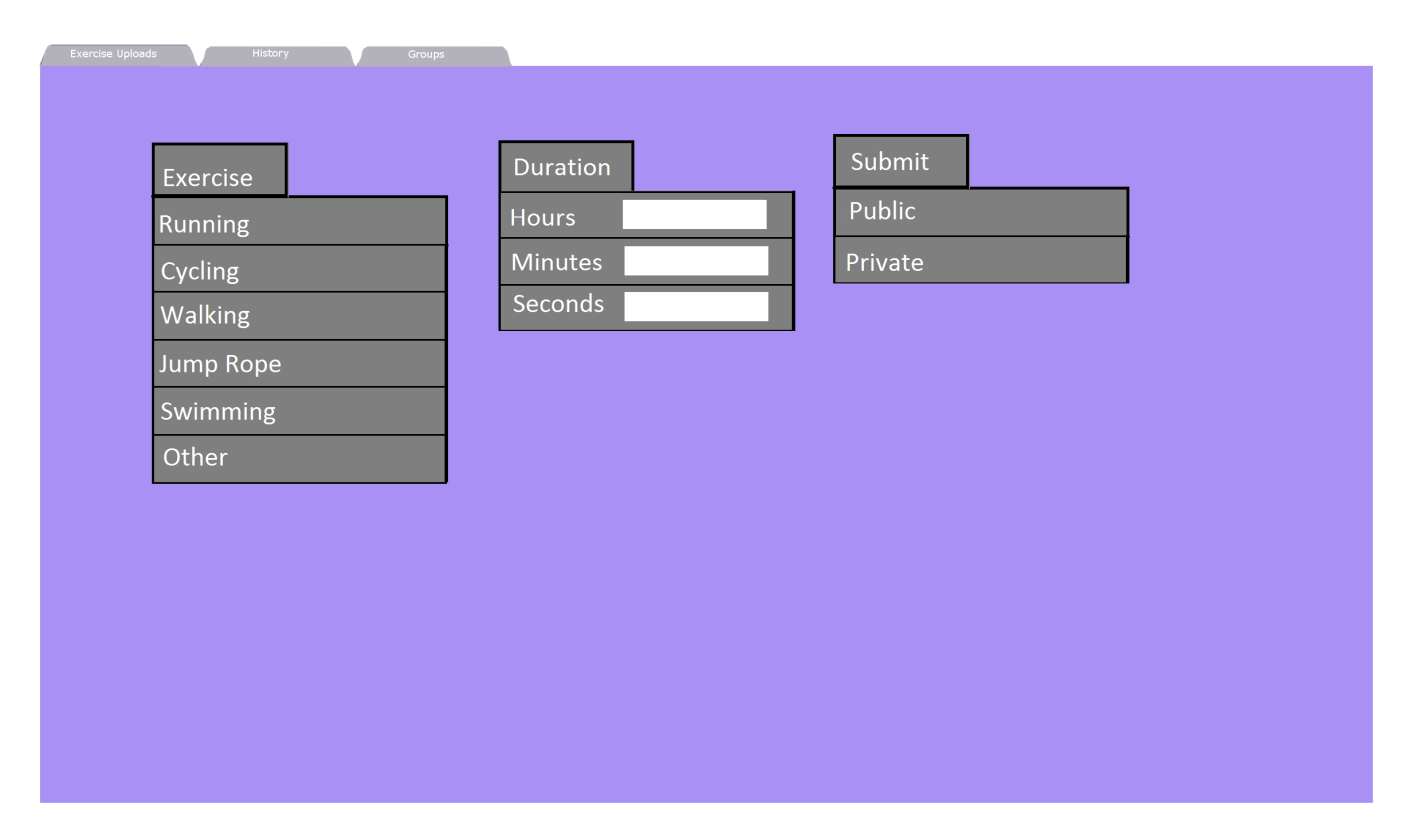 Exercise Uploads
History
Groups
Exercise
Running
Cycling
Walking
Jump Rope
Swimming
Other
Duration
Hours
Minutes
Seconds
Submit
Public
Private